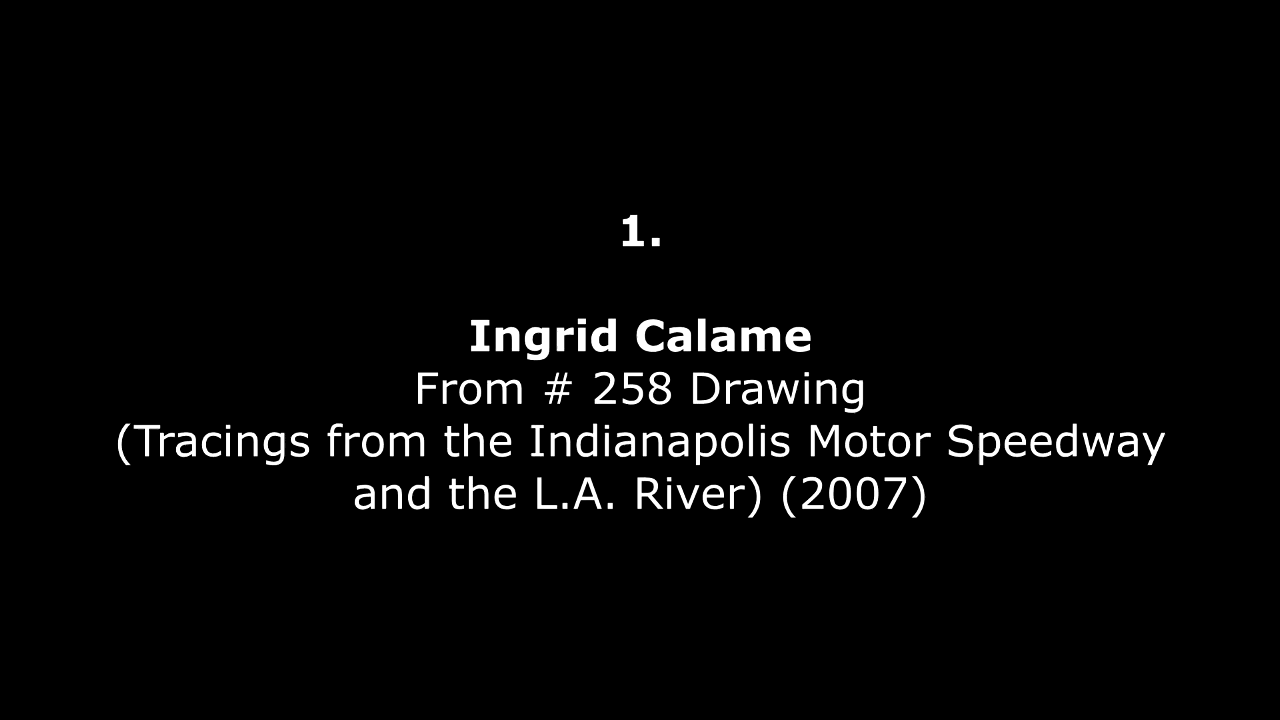 1.
Ingrid Calame
From # 258 Drawing
(Tracings from the Indianapolis Motor Speedway
and the L.A. River) (2007)